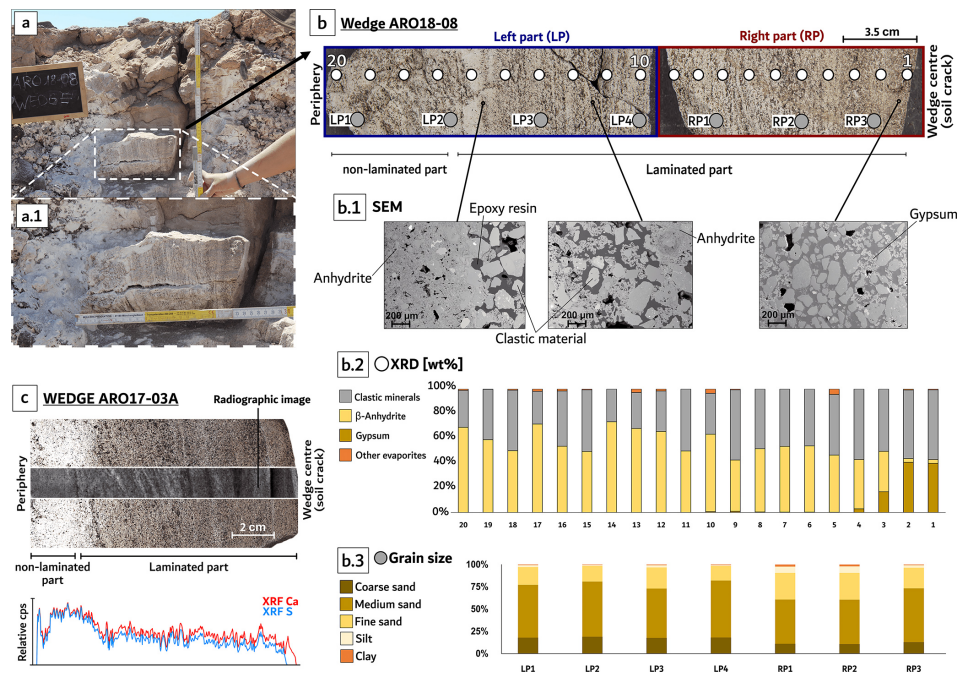 a
ARO18-08
WEDGE
a.1
b Wedge ARO18-08
Left part (LP)
Right part (RP)
3.5 cm
Periphery
20
10
1
Wedge centre
(soil crack)
LP1
LP2
LP3
LP4
RP1
RP2
RP3
non-laminated part
Laminated part
b.1 SEM
Epoxy resin
Gypsum
Anhydrite
Anhydrite
200 µm
200 µm
200 µm
Clastic material
b.2 XRD [wt%]
Clastic minerals
β-Anhydrite
Gypsum
Other evaporites
100%
80%
60%
40%
20%
0%
20 19 18 17 16 15 14 13 12 11 10 9 8 7 6 5 4 3 2 1
c WEDGE ARO17-03A
Radiographic image
Periphery
Wedge centre
(soil crack)
2 cm
non-laminated
part
Laminated part
Relative cps
XRF Ca
XRF S
b.3 Grain size
Coarse sand
Medium sand
Fine sand
Silt
Clay
100%
75%
50%
25%
0%
LP1 LP2 LP3 LP4 RP1 RP2 RP3